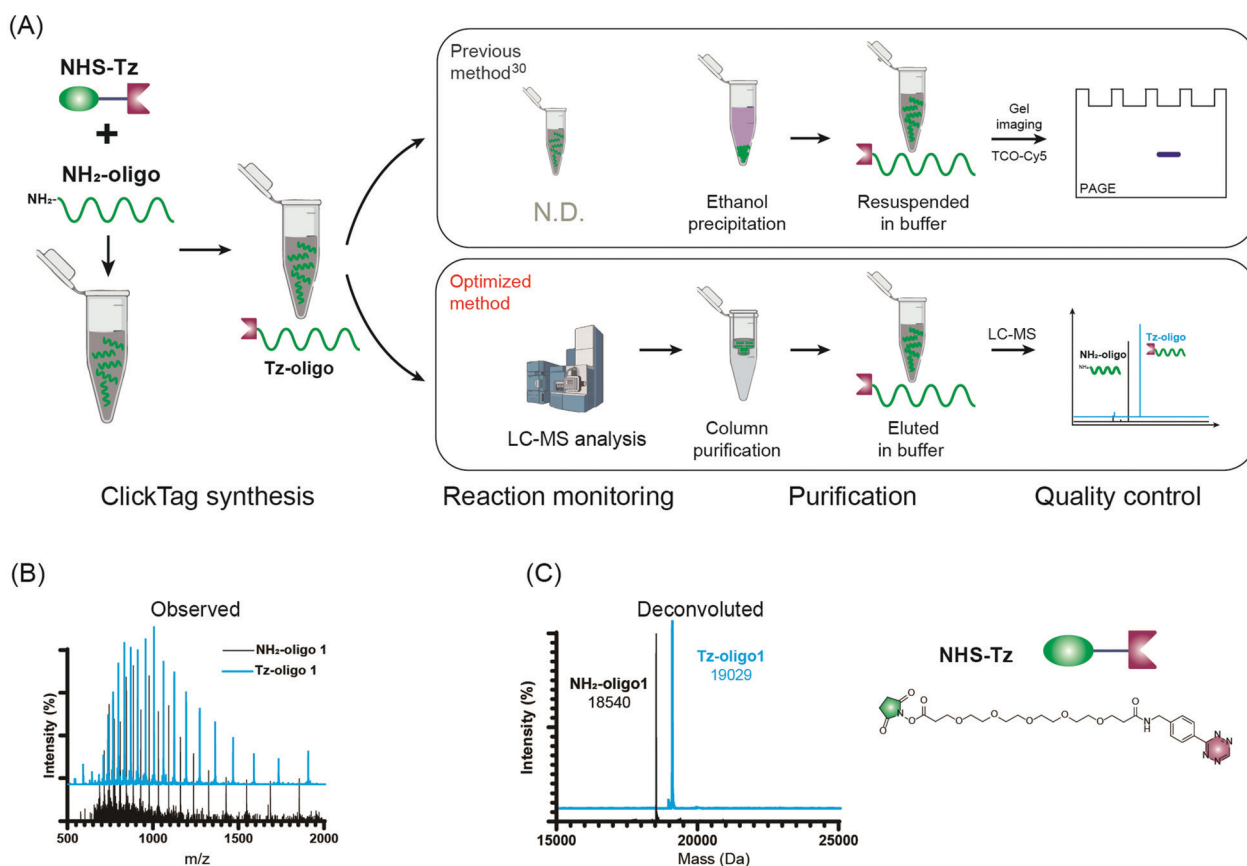 (A)
NHS-Tz
+
NH₂-oligo
NH₂-
Tz-oligo
Previous
method³⁰
N.D.
Ethanol
precipitation
Resuspended
in buffer
Gel
imaging
TCO-Cy5
PAGE
Optimized
method
LC-MS analysis
Column
purification
Eluted
in buffer
LC-MS
NH₂-oligo
NH₂-
Tz-oligo
ClickTag synthesis
Reaction monitoring
Purification
Quality control
(B)
Observed
NH₂-oligo 1
Tz-oligo 1
Intensity (%)
500
1000
1500
2000
m/z
(C)
Deconvoluted
NH₂-oligo1
18540
Tz-oligo1
19029
Intensity (%)
15000
20000
25000
Mass (Da)
NHS-Tz
O
N
O
O
O
O
O
O
O
O
O
N
H
N
N
N
N